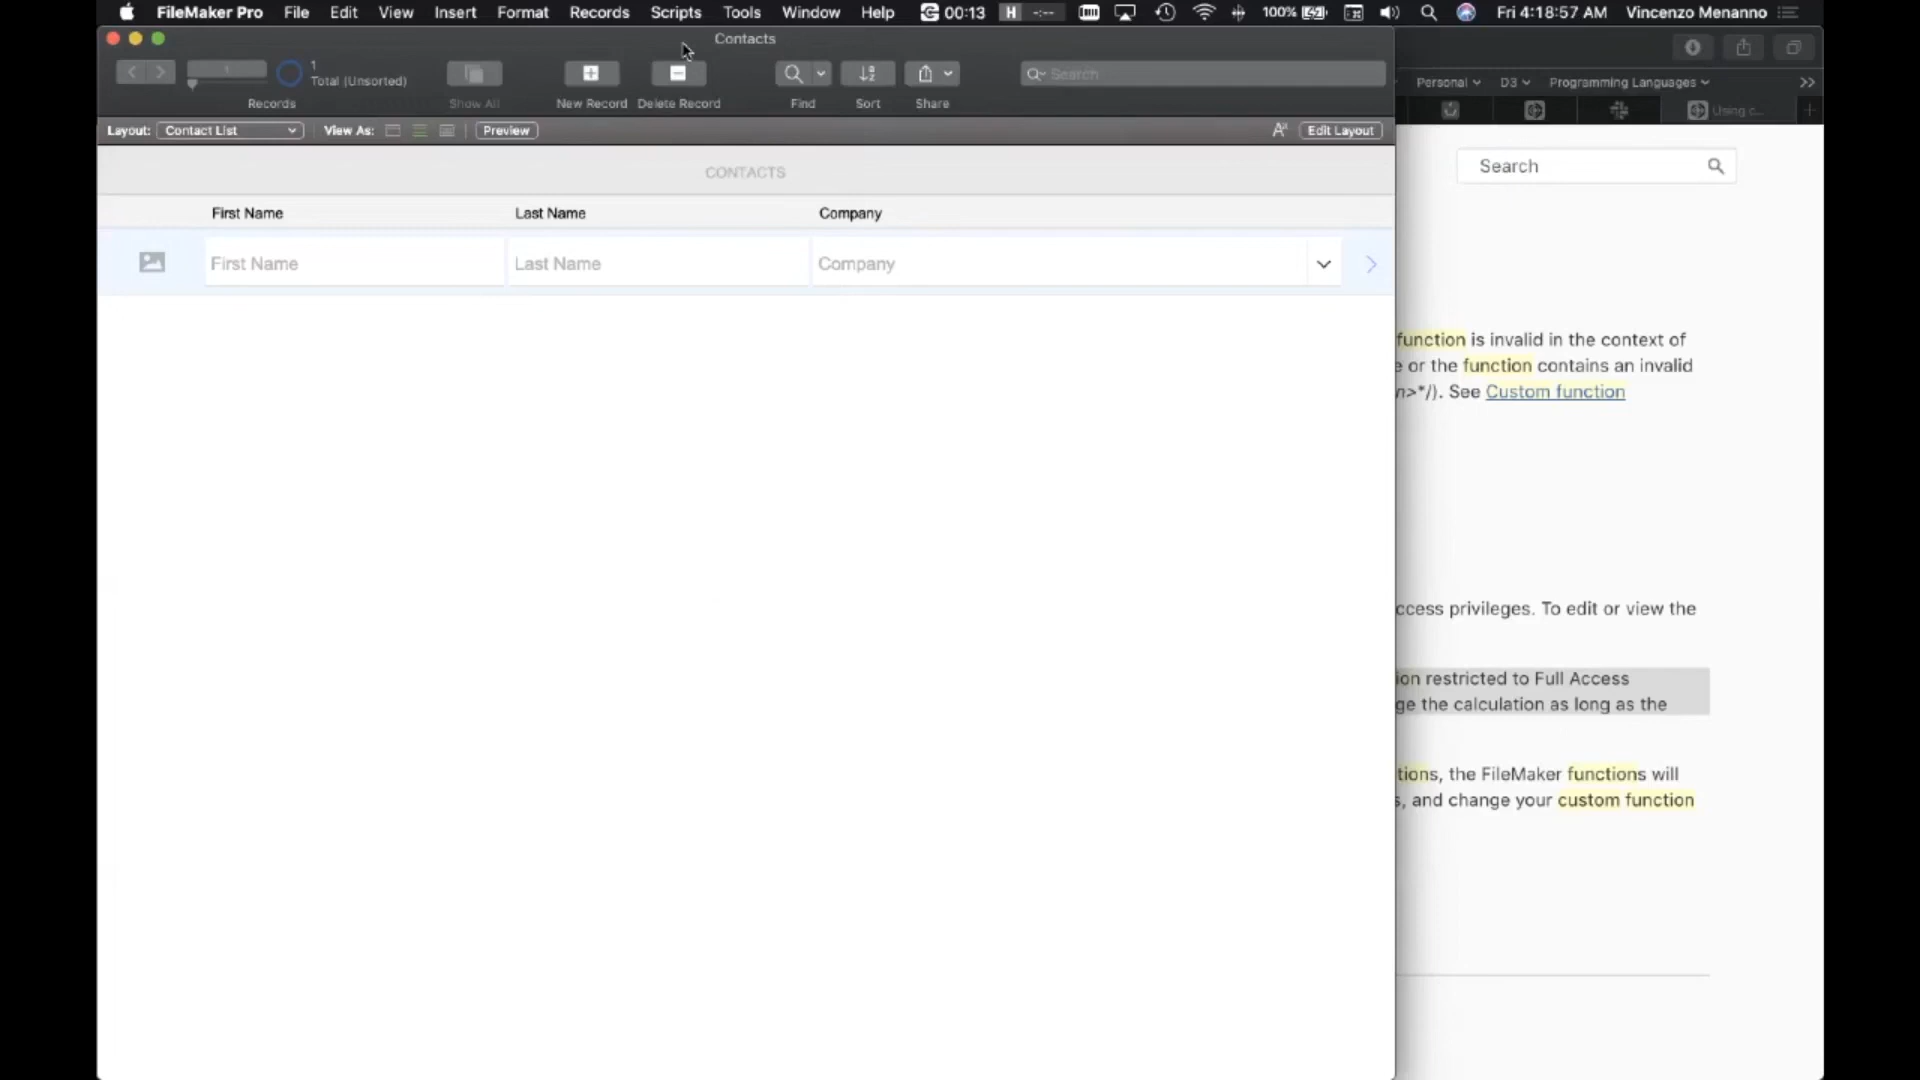 FileMaker Pro File Edit View Insert Format Records Scripts Tools Window Help 00:13 H -:-- 100% Fri 4:18:57 AM Vincenzo Menanno
Contacts
1
Total (Unsorted)
Search
Records Show All New Record Delete Record Find Sort Share
Personal D3 Programming Languages >>
Using c...
Layout: Contact List View As: Preview Edit Layout
CONTACTS
Search
First Name Last Name Company
First Name Last Name Company
function is invalid in the context of
or the function contains an invalid
n>*/). See Custom function
ccess privileges. To edit or view the
ion restricted to Full Access
ge the calculation as long as the
tions, the FileMaker functions will
s, and change your custom function